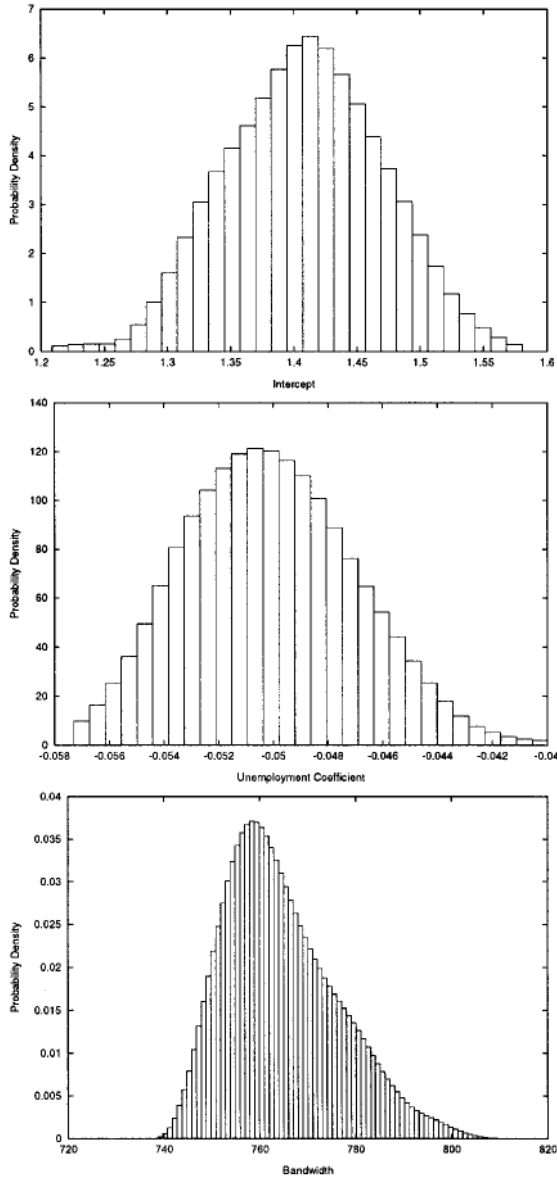 7
6
5
4
3
2
1
0
Probability Density
1.2 1.25 1.3 1.35 1.4 1.45 1.5 1.55 1.6
Intercept
140
120
100
80
60
40
20
0
Probability Density
-0.058 -0.056 -0.054 -0.052 -0.05 -0.048 -0.046 -0.044 -0.042 -0.04
Unemployment Coefficient
0.04
0.035
0.03
0.025
0.02
0.015
0.01
0.005
0
Probability Density
720 740 760 780 800 820
Bandwidth